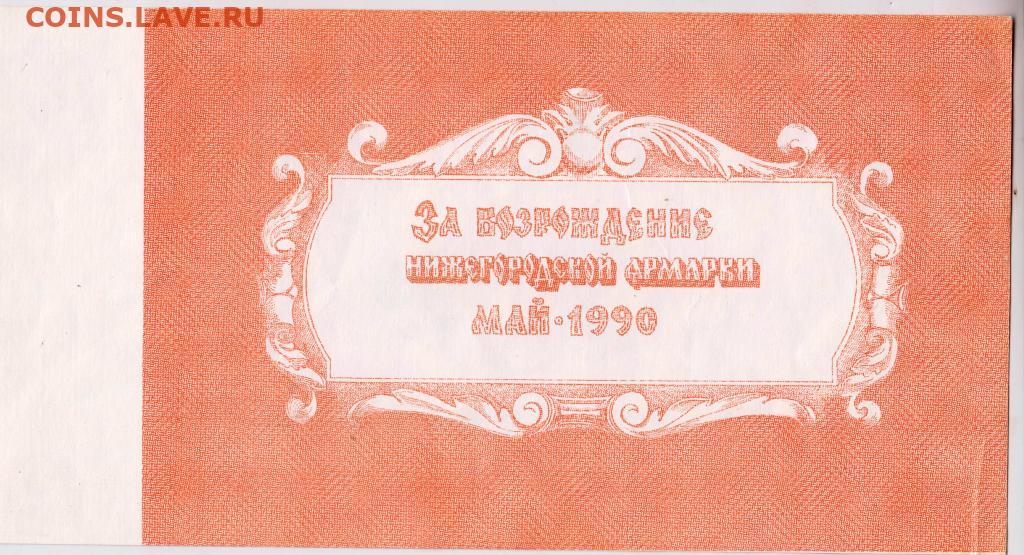 COINS.LAVE.RU
За возрождение
нижегородской ярмарки
май • 1990